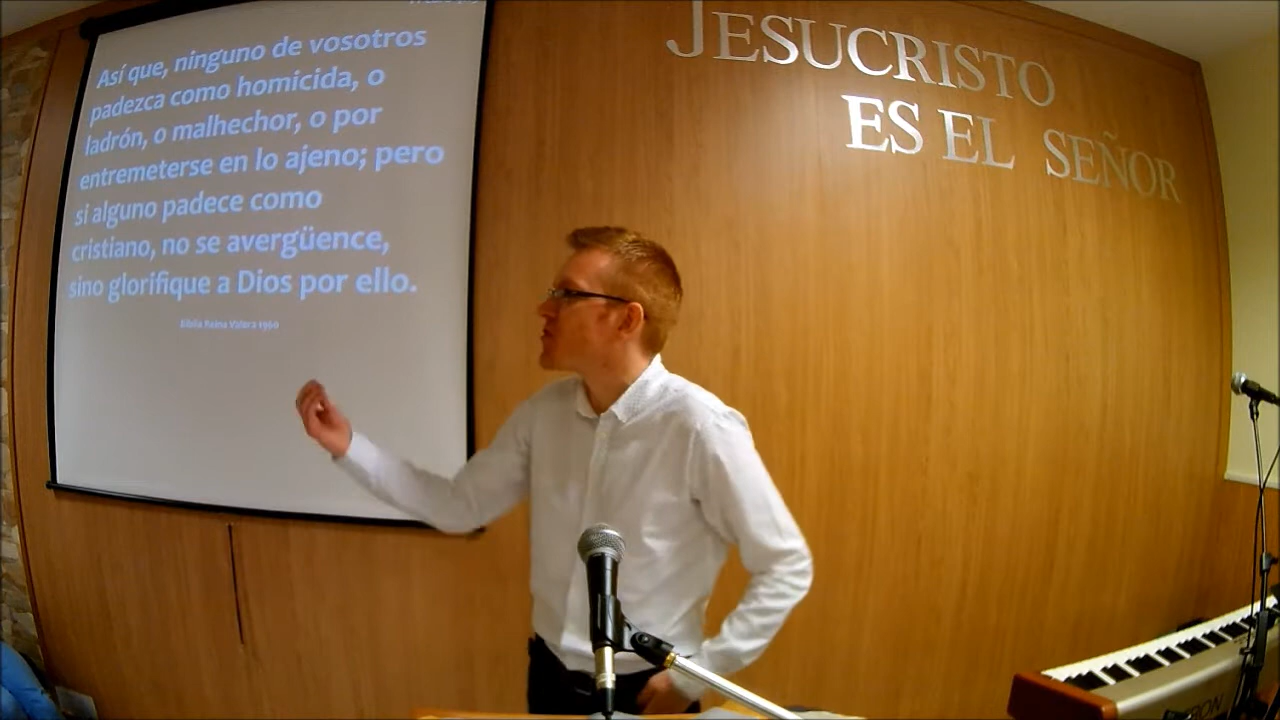 Así que, ninguno de vosotros
padezca como homicida, o
ladrón, o malhechor, o por
entremeterse en lo ajeno; pero
si alguno padece como
cristiano, no se avergüence,
sino glorifique a Dios por ello.
Biblia Reina Valera 1960
JESUCRISTO
ES EL SEÑOR